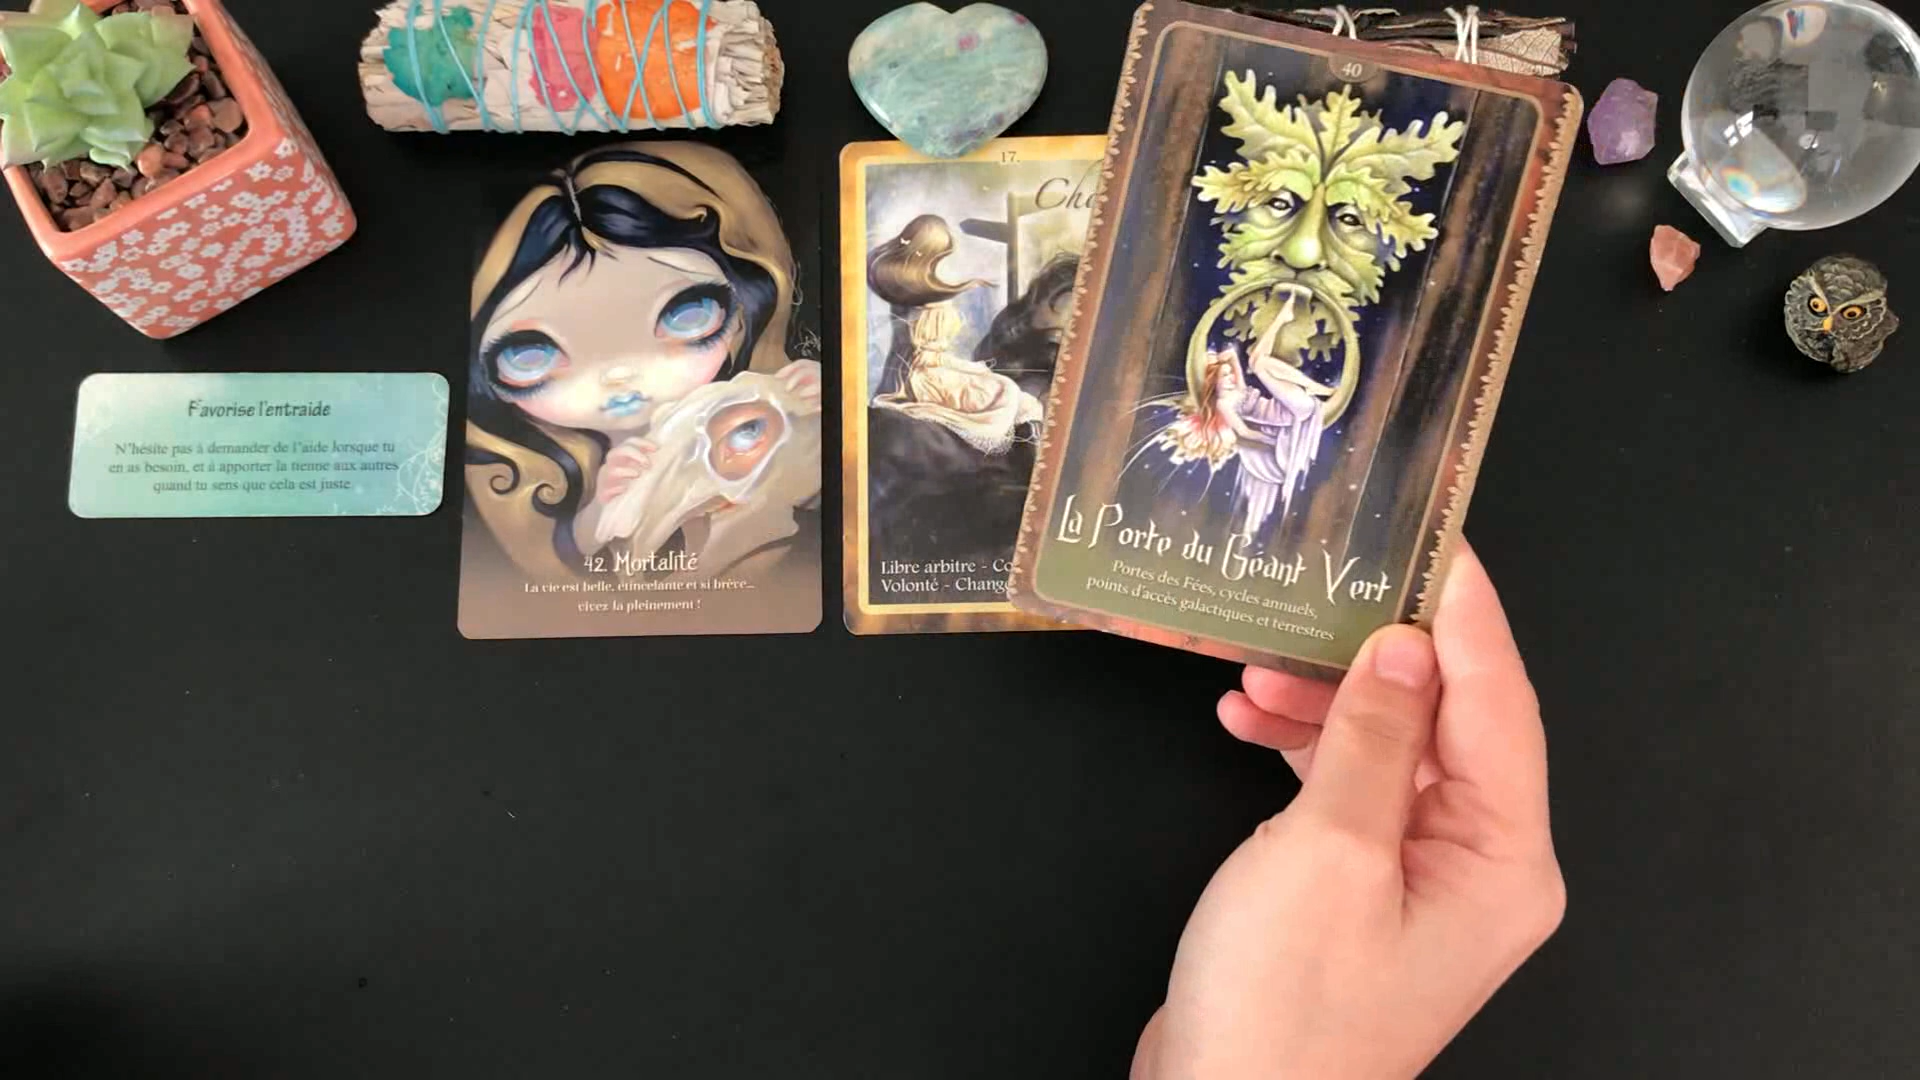 Favorise l'entraide
N'hésite pas à demander de l'aide lorsque tu
en as besoin, et à apporter la tienne aux autres
quand tu sens que cela est juste.
42. Mortalité
La vie est belle, étincelante et si brève...
vivez la pleinement !
17.
Libre arbitre -
Volonté -
40
La Porte du Géant Vert
Portes des Fées, cycles annuels,
points d'accès galactiques et terrestres